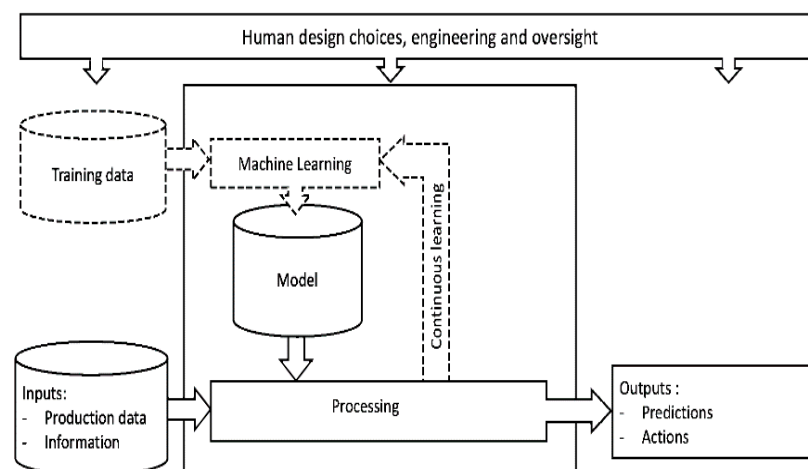 Human design choices, engineering and oversight
Training data
Machine Learning
Continuous learning
Model
Inputs:
- Production data
- Information
Processing
Outputs :
- Predictions
- Actions